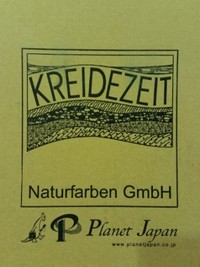 KREIDEZEIT
Naturfarben GmbH
Planet Japan
www.planetjapan.co.jp